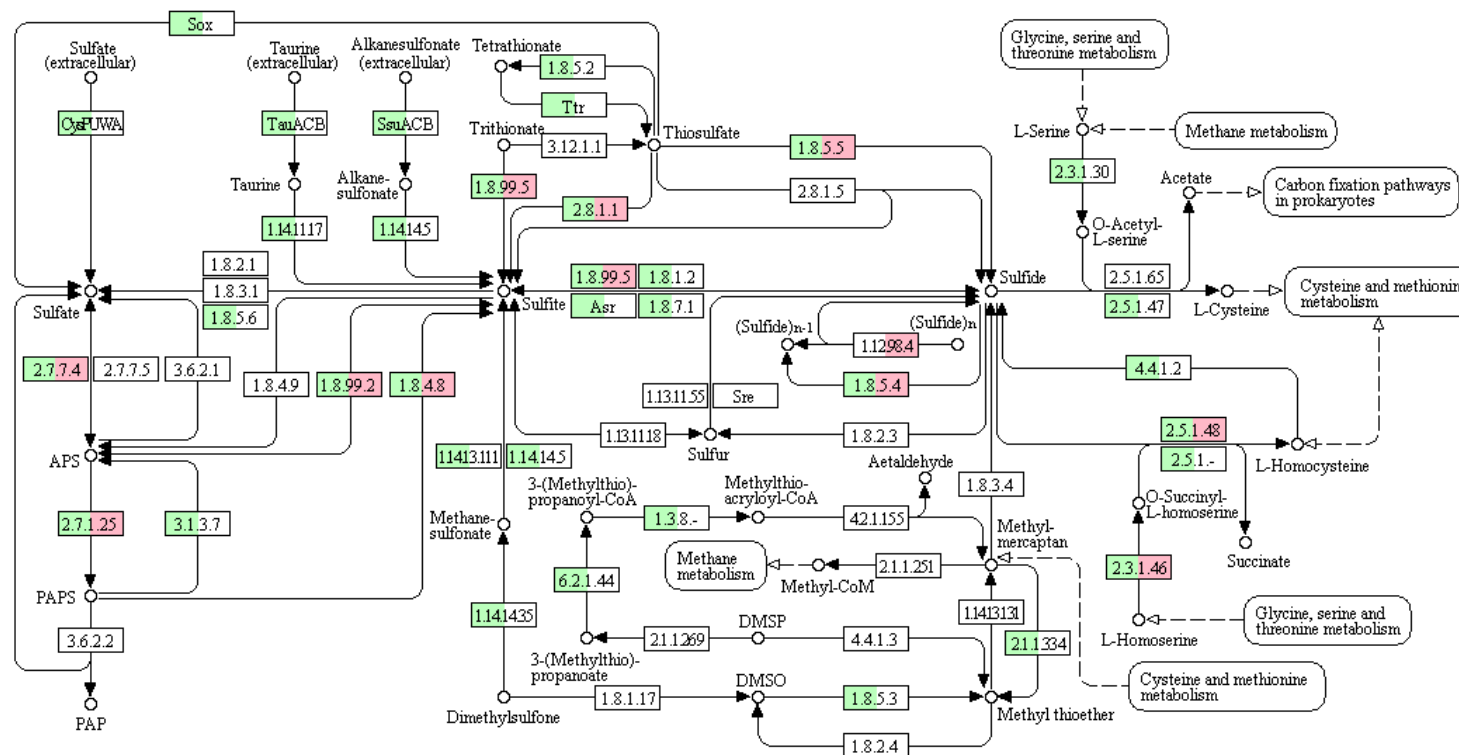 Sox
Sulfate
(extracellular)
Taurine
(extracellular)
Alkanesulfonate
(extracellular)
Tetrathionate
1.8.5.2
Ttr
Glycine, serine and
threonine metabolism
CysPUWA
TauACB
SsuACB
Trithionate
3.12.1.1
Thiosulfate
1.8.5.5
L-Serine
Methane metabolism
Taurine
Alkane-
sulfonate
1.8.99.5
2.8.1.1
2.8.1.5
2.3.1.30
Acetate
Carbon fixation pathways
in prokaryotes
1.14.11.17
1.14.14.5
O-Acetyl-
L-serine
1.8.2.1
1.8.3.1
1.8.5.6
Sulfate
Sulfite
1.8.99.5
1.8.1.2
Asr
1.8.7.1
Sulfide
2.5.1.65
2.5.1.47
L-Cysteine
Cysteine and methionine
metabolism
(Sulfide)n-1
(Sulfide)n
1.12.98.4
1.8.5.4
2.7.7.4
2.7.7.5
3.6.2.1
1.8.4.9
1.8.99.2
1.8.4.8
1.13.11.55
Sre
4.4.1.2
1.13.11.18
Sulfur
1.8.2.3
2.5.1.48
2.5.1.-
L-Homocysteine
APS
1.14.13.111
1.14.14.5
Aetaldehyde
3-(Methylthio)-
propanoyl-CoA
Methylthio-
acryloyl-CoA
1.8.3.4
O-Succinyl-
L-homoserine
2.7.1.25
3.1.3.7
Methane-
sulfonate
1.3.8.-
4.2.1.155
Methyl-
mercaptan
Succinate
Methane
metabolism
Methyl-CoM
2.1.1.251
2.3.1.46
PAPS
6.2.1.44
1.14.14.35
DMSP
1.14.13.131
2.1.1.334
L-Homoserine
Glycine, serine and
threonine metabolism
3.6.2.2
2.1.1.269
4.4.1.3
3-(Methylthio)-
propanoate
DMSO
Cysteine and methionine
metabolism
PAP
Dimethylsulfone
1.8.1.17
1.8.5.3
Methyl thioether
1.8.2.4